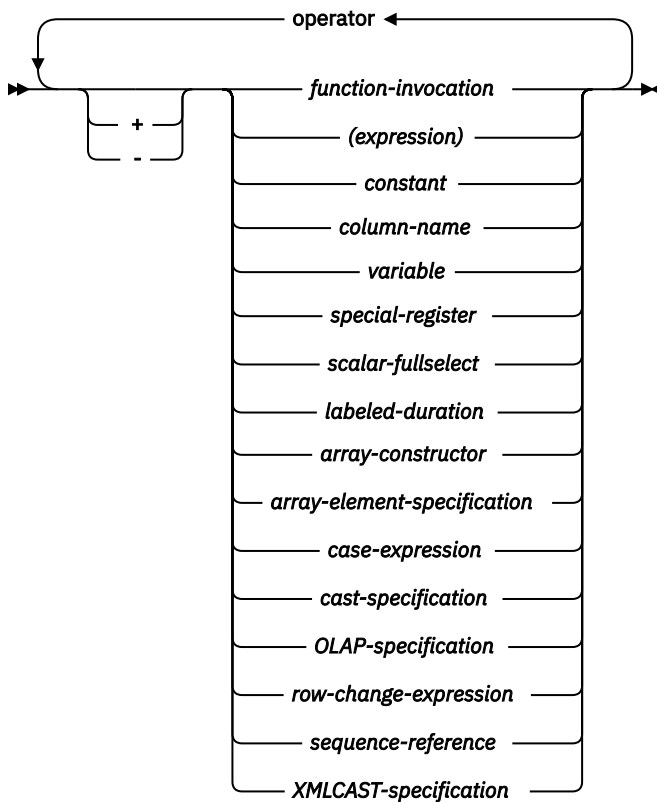 operator
function-invocation
+
(expression)
-
constant
column-name
variable
special-register
scalar-fullselect
labeled-duration
array-constructor
array-element-specification
case-expression
cast-specification
OLAP-specification
row-change-expression
sequence-reference
XMLCAST-specification